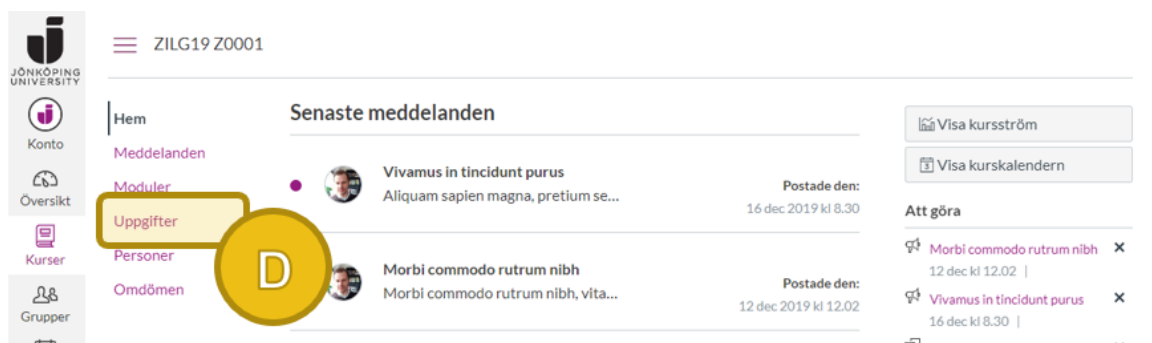 JÖNKÖPING
UNIVERSITY
Konto
Översikt
Kurser
Grupper
ZILG19 Z0001
Hem
Meddelanden
Moduler
Uppgifter
Personer
Omdömen
D
Senaste meddelanden
Vivamus in tincidunt purus
Aliquam sapien magna, pretium se...
Postade den:
16 dec 2019 kl 8.30
Morbi commodo rutrum nibh
Morbi commodo rutrum nibh, vita...
Postade den:
12 dec 2019 kl 12.02
Visa kursström
Visa kurskalendern
Att göra
Morbi commodo rutrum nibh
12 dec kl 12.02 |
Vivamus in tincidunt purus
16 dec kl 8.30 |